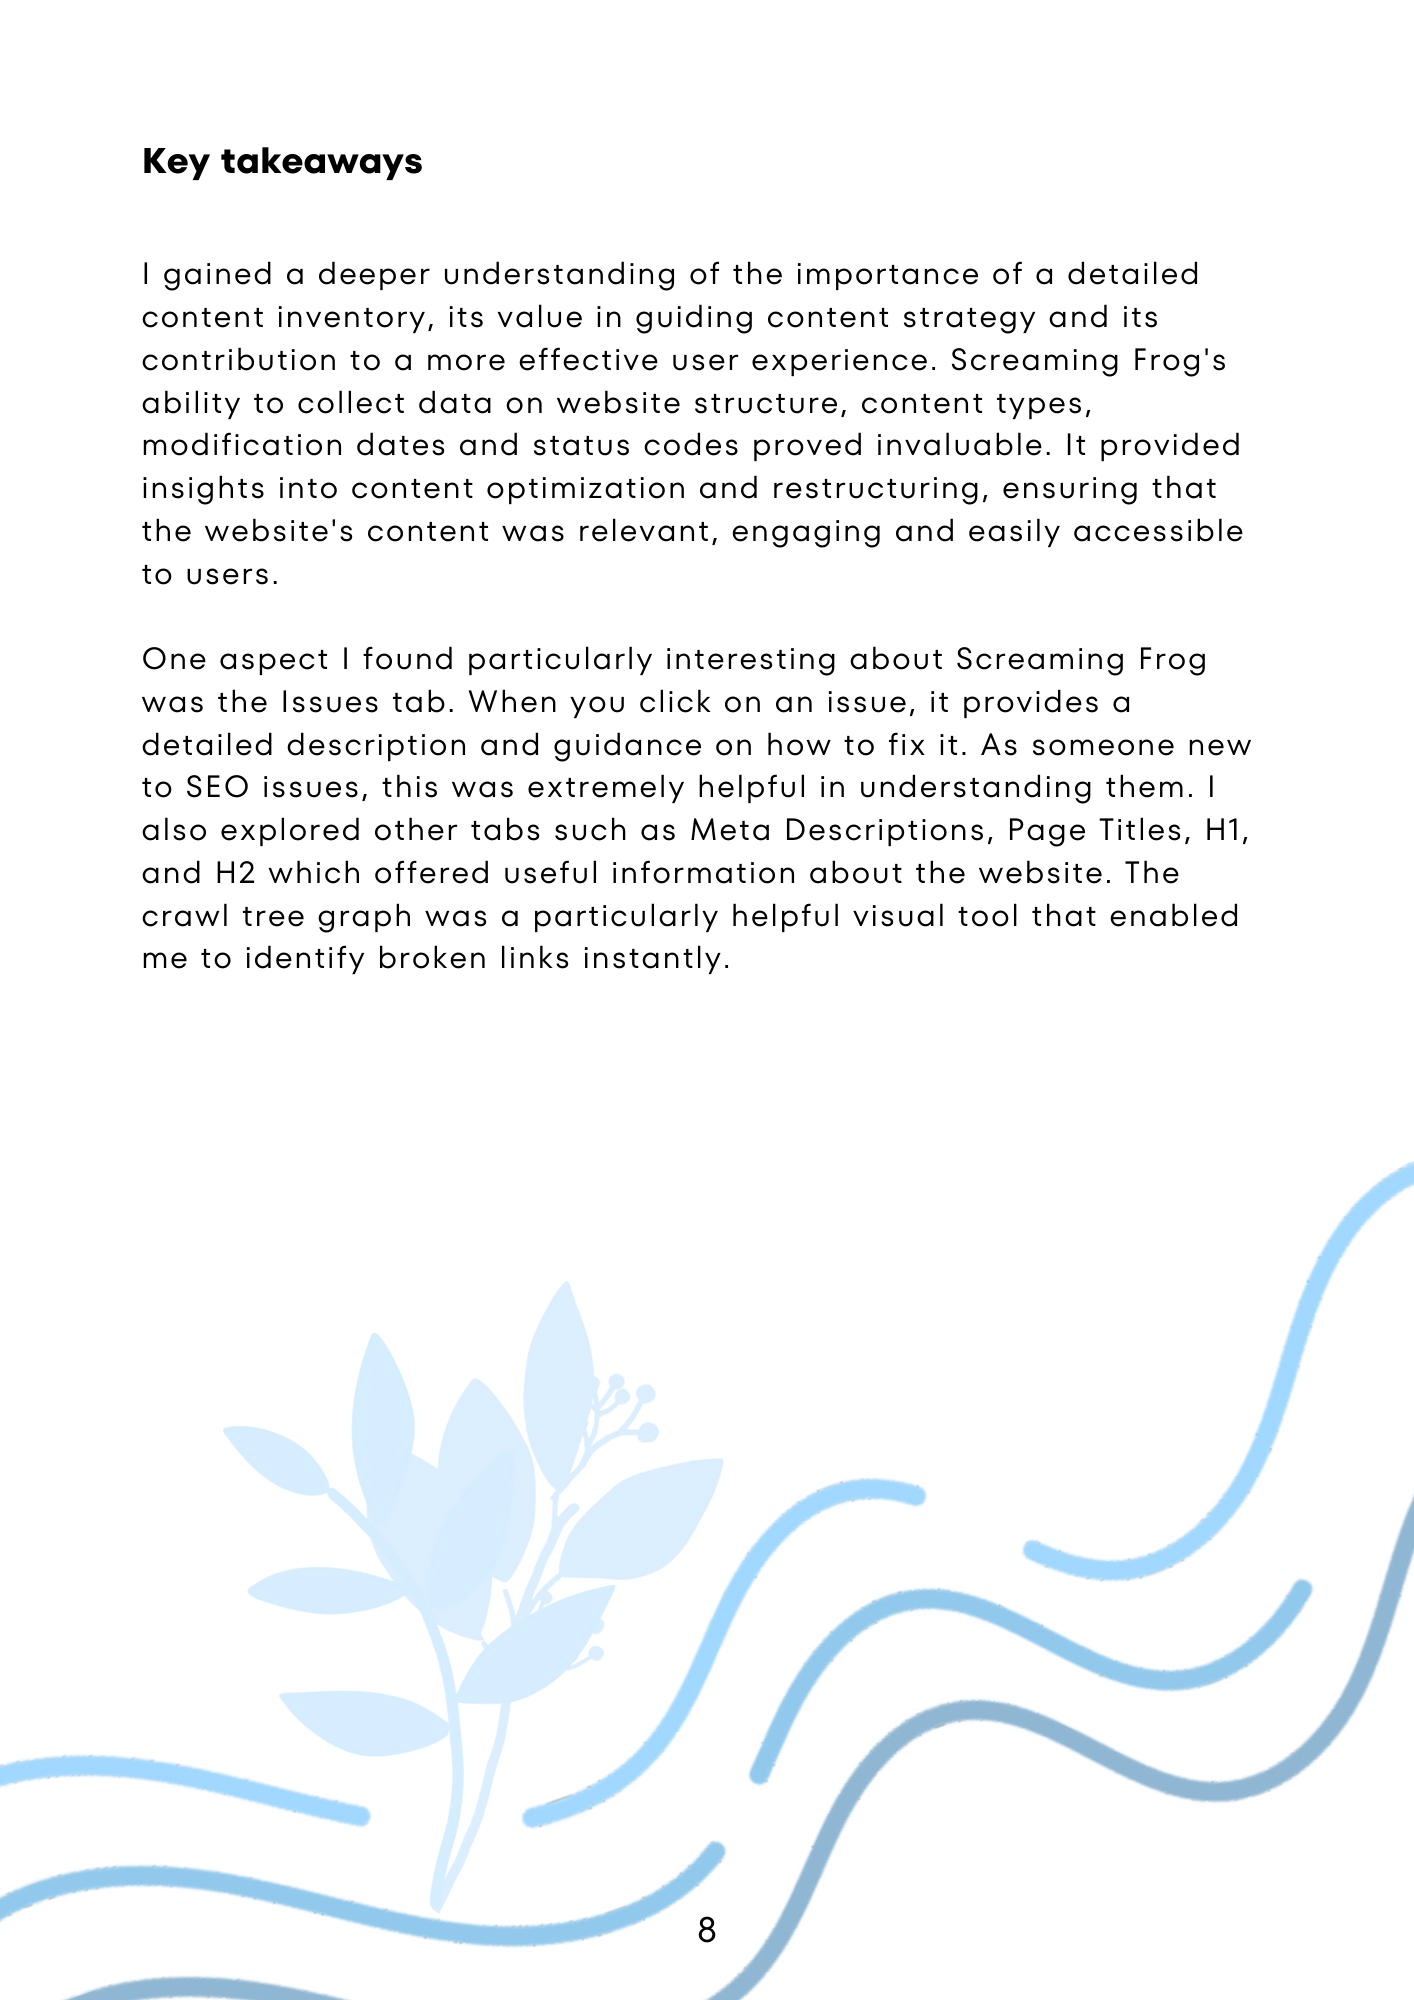 Key takeaways
I gained a deeper understanding of the importance of a detailed
content inventory, its value in guiding content strategy and its
contribution to a more effective user experience. Screaming Frog's
ability to collect data on website structure, content types,
modification dates and status codes proved invaluable. It provided
insights into content optimization and restructuring, ensuring that
the website's content was relevant, engaging and easily accessible
to users.
One aspect I found particularly interesting about Screaming Frog
was the Issues tab. When you click on an issue, it provides a
detailed description and guidance on how to fix it. As someone new
to SEO issues, this was extremely helpful in understanding them. I
also explored other tabs such as Meta Descriptions, Page Titles, H1,
and H2 which offered useful information about the website. The
crawl tree graph was a particularly helpful visual tool that enabled
me to identify broken links instantly.
8